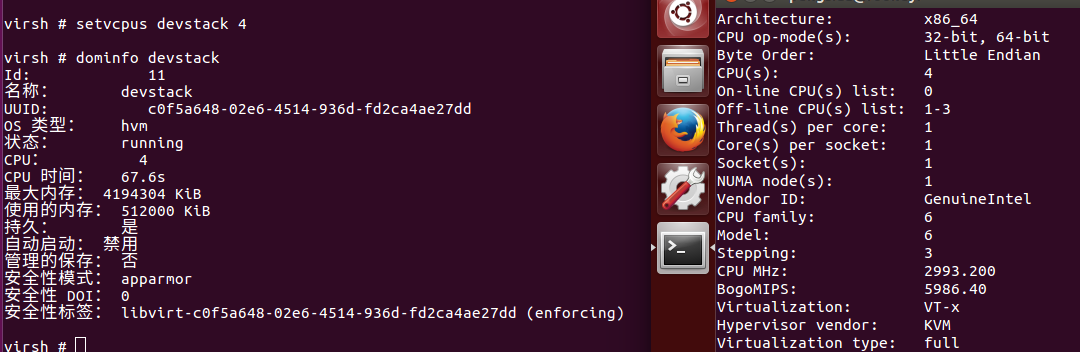 virsh # setvcpus devstack 4
virsh # dominfo devstack
Id: 11
名称： devstack
UUID: c0f5a648-02e6-4514-936d-fd2ca4ae27dd
OS 类型： hvm
状态： running
CPU： 4
CPU 时间： 67.6s
最大内存： 4194304 KiB
使用的内存： 512000 KiB
持久： 是
自动启动： 禁用
管理的保存： 否
安全性模式： apparmor
安全性 DOI： 0
安全性标签： libvirt-c0f5a648-02e6-4514-936d-fd2ca4ae27dd (enforcing)
virsh #
Architecture: x86_64
CPU op-mode(s): 32-bit, 64-bit
Byte Order: Little Endian
CPU(s): 4
On-line CPU(s) list: 0
Off-line CPU(s) list: 1-3
Thread(s) per core: 1
Core(s) per socket: 1
Socket(s): 1
NUMA node(s): 1
Vendor ID: GenuineIntel
CPU family: 6
Model: 6
Stepping: 3
CPU MHz: 2993.200
BogoMIPS: 5986.40
Virtualization: VT-x
Hypervisor vendor: KVM
Virtualization type: full